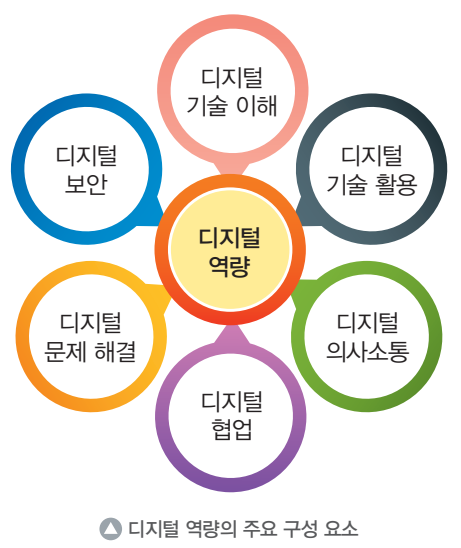 디지털
기술 이해
디지털
기술 활용
디지털
의사소통
디지털
협업
디지털
문제 해결
디지털
보안
디지털
역량
디지털 역량의 주요 구성 요소